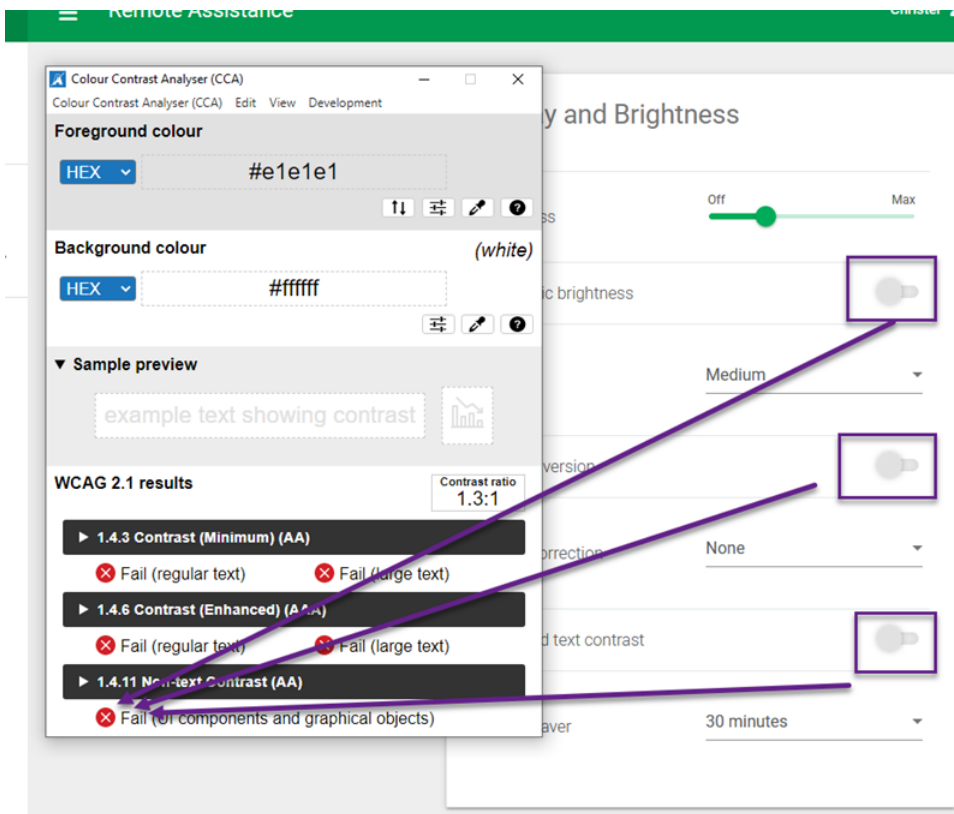 Remote Assistance
Christer
Colour Contrast Analyser (CCA)
Colour Contrast Analyser (CCA) Edit View Development
Foreground colour
HEX #e1e1e1
Background colour (white)
HEX #ffffff
Sample preview
example text showing contrast
WCAG 2.1 results
Contrast ratio
1.3:1
1.4.3 Contrast (Minimum) (AA)
Fail (regular text) Fail (large text)
1.4.6 Contrast (Enhanced) (AAA)
Fail (regular text) Fail (large text)
1.4.11 Non-text Contrast (AA)
Fail (UI components and graphical objects)
y and Brightness
Off Max
ss
ic brightness
Medium
version
None
orrection
d text contrast
30 minutes
aver